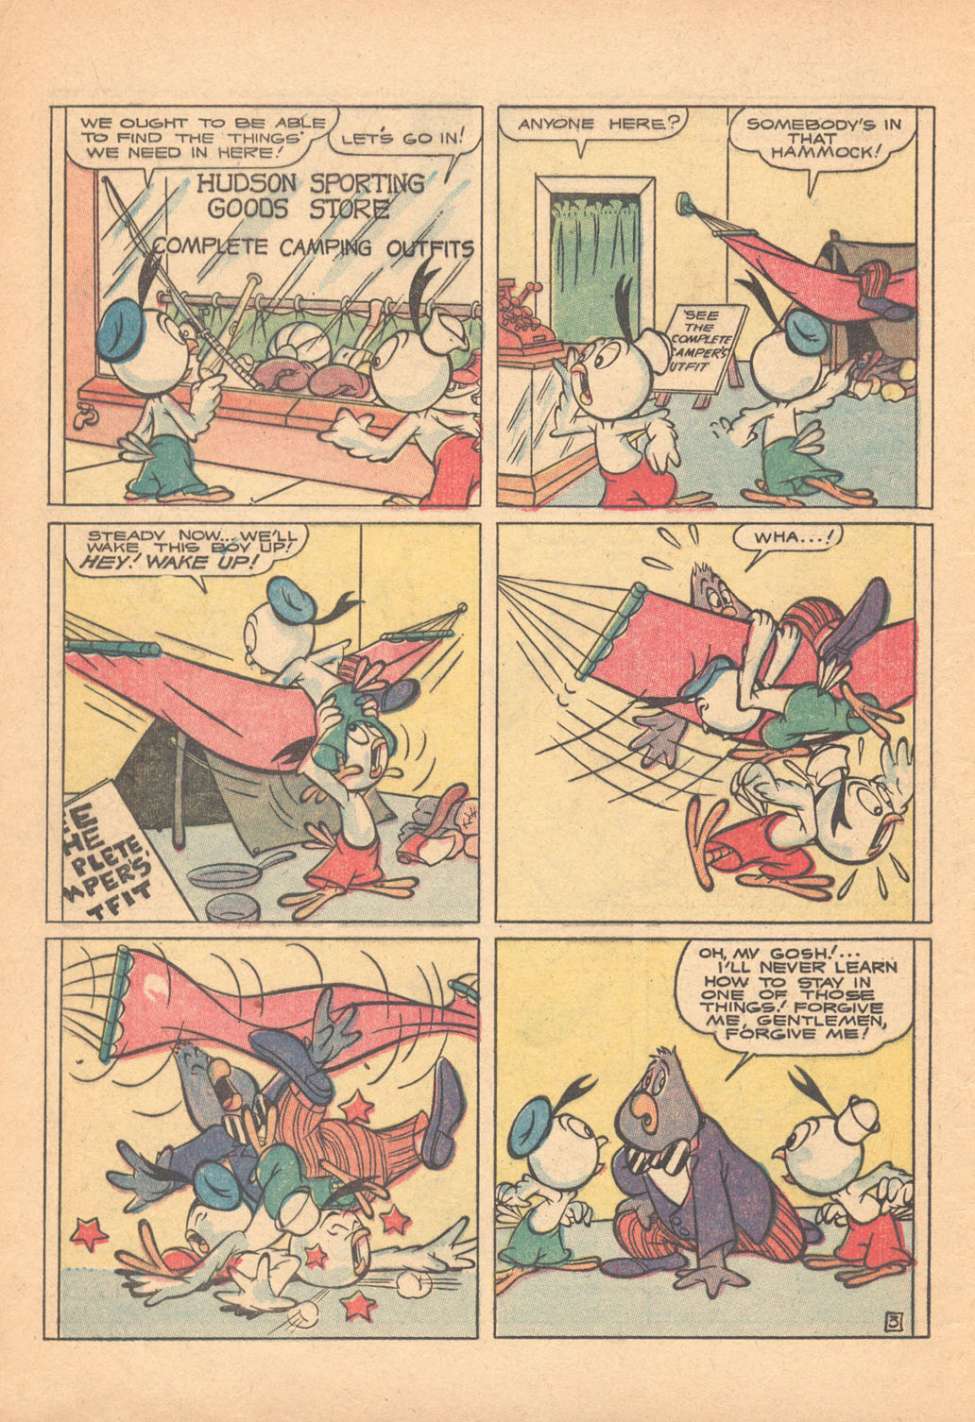 WE OUGHT TO BE ABLE
TO FIND THE THINGS
WE NEED IN HERE!
LET'S GO IN!
HUDSON SPORTING
GOODS STORE
COMPLETE CAMPING OUTFITS
ANYONE HERE?
SOMEBODY'S IN
THAT
HAMMOCK!
SEE
THE
COMPLETE
CAMPER'S
OUTFIT
STEADY NOW... WE'LL
WAKE THIS BOY UP!
HEY! WAKE UP!
EE
HE
PLETE
MPER'S
TFIT
WHA...!
OH, MY GOSH!...
I'LL NEVER LEARN
HOW TO STAY IN
ONE OF THOSE
THINGS! FORGIVE
ME, GENTLEMEN,
FORGIVE ME!
3